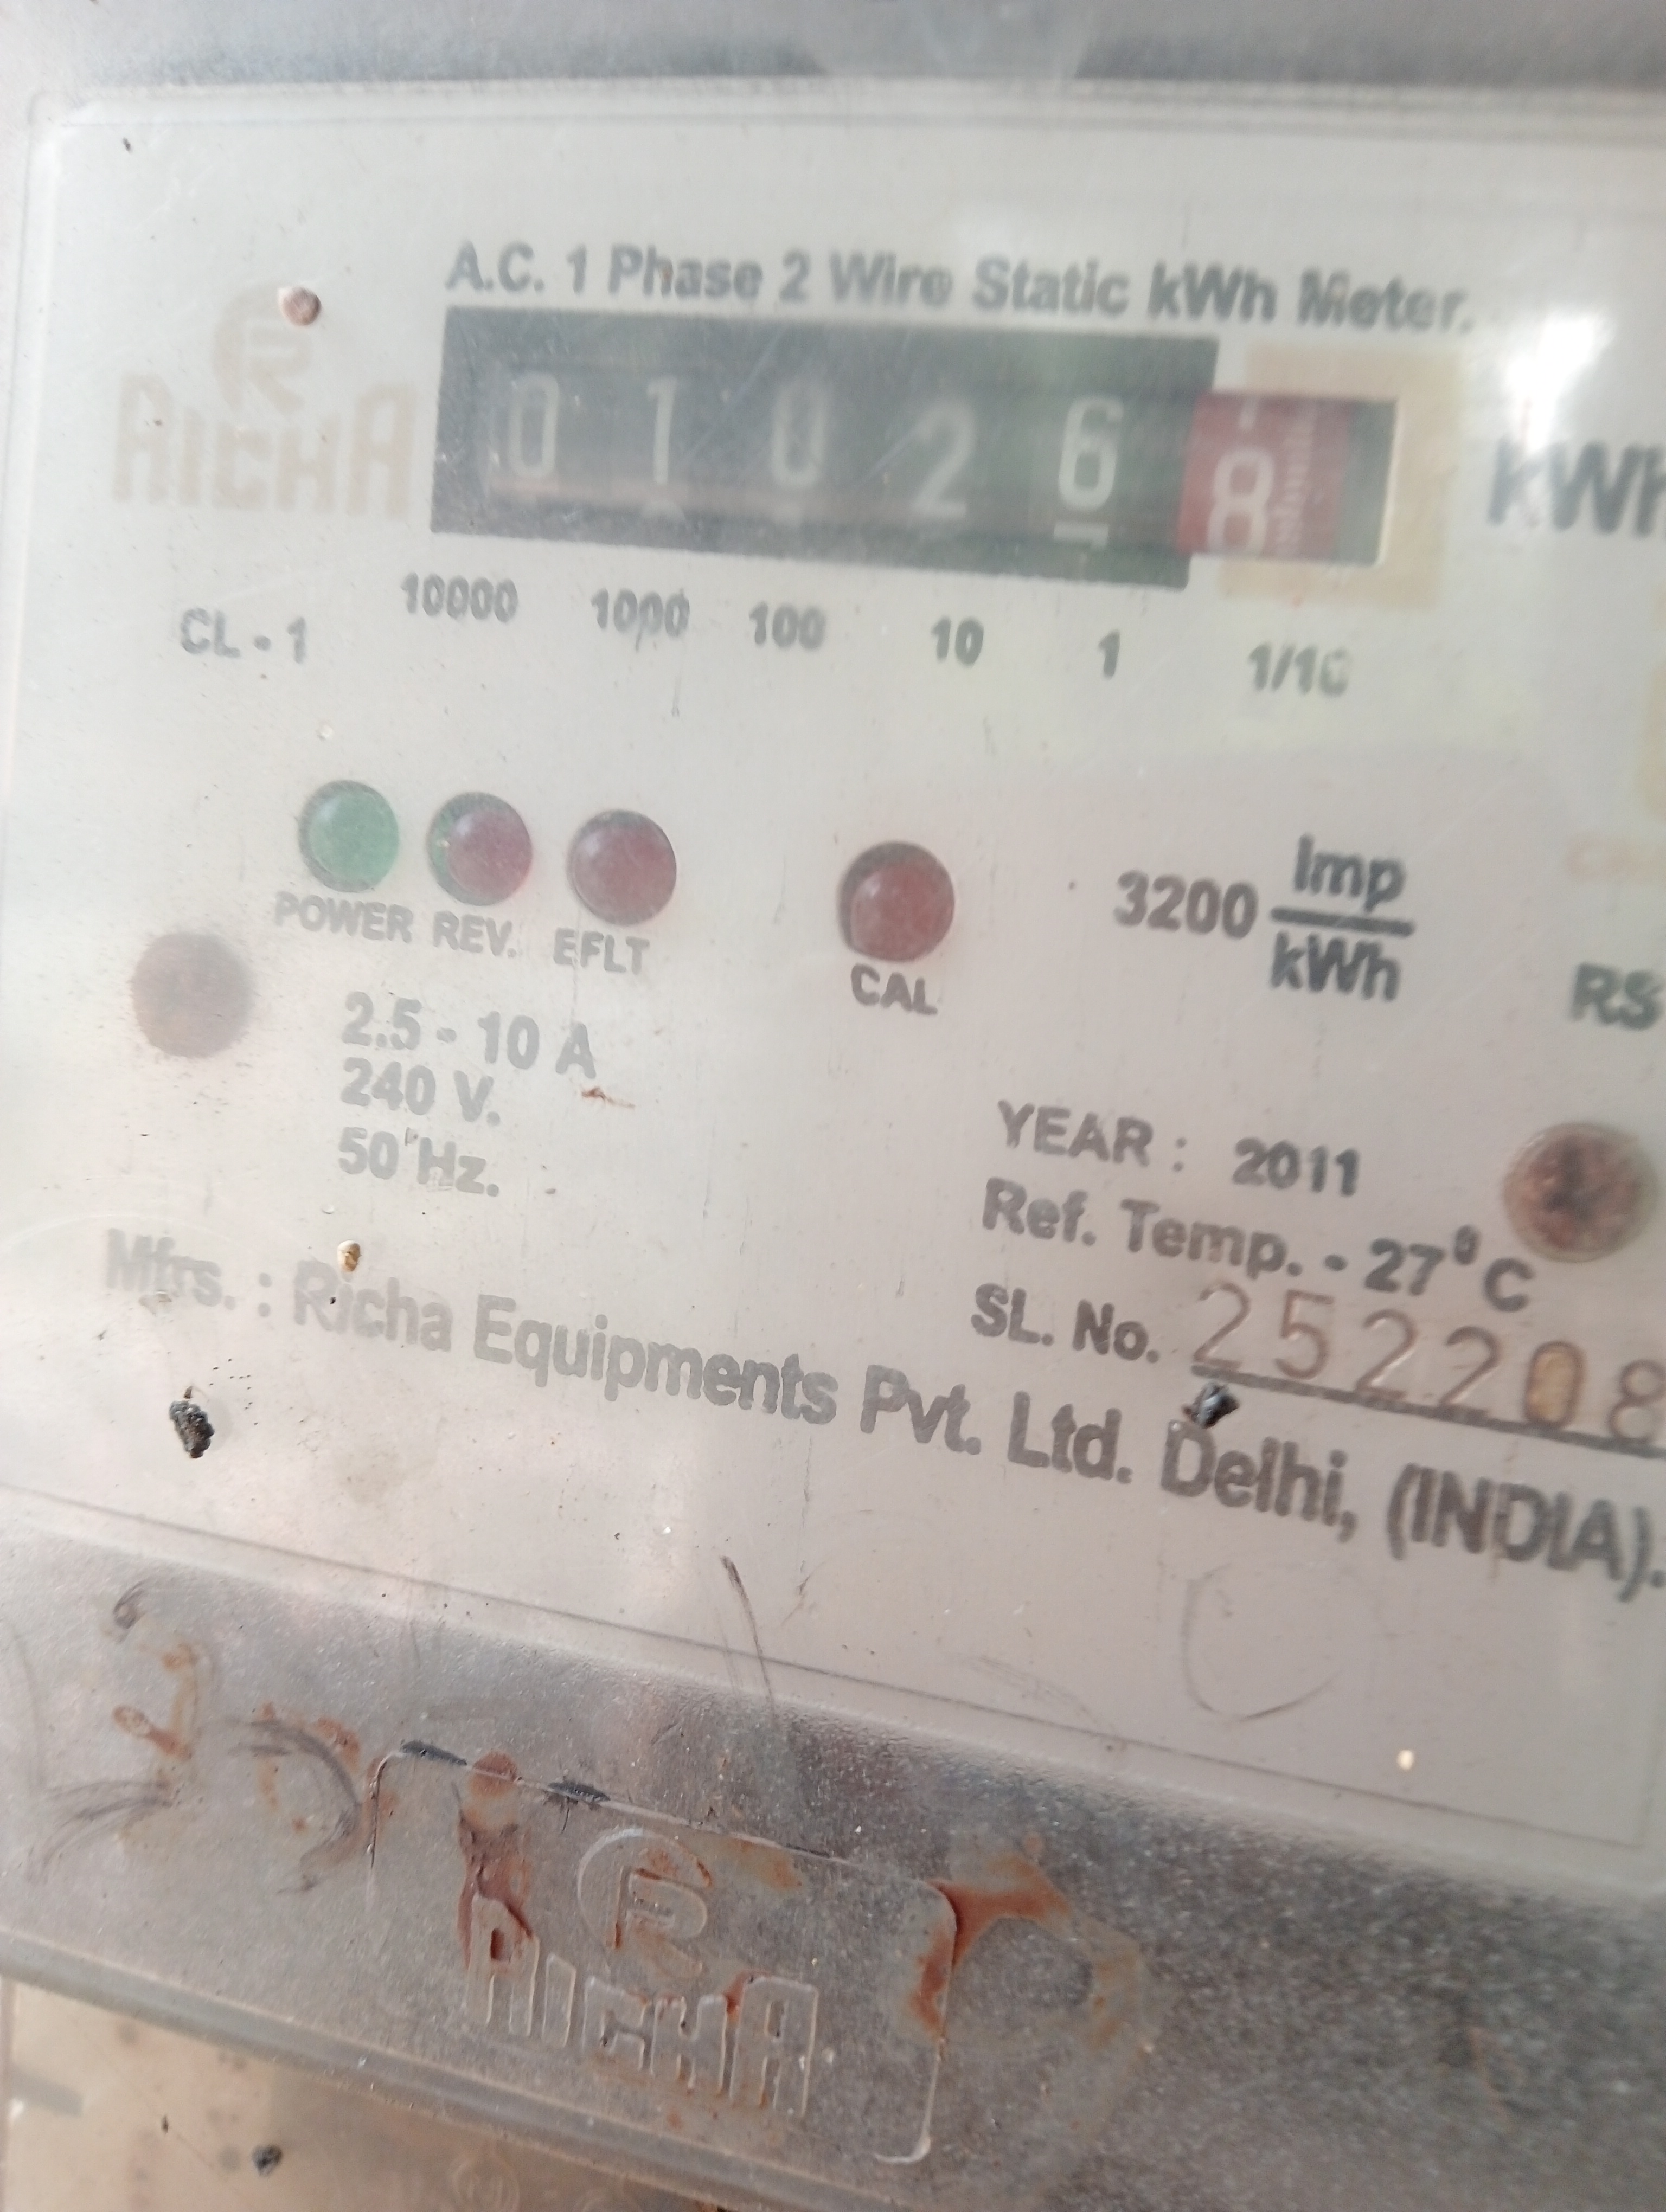 A.C. 1 Phase 2 Wire Static kWh Meter.
RICHA
0 1 0 2 6 8 kWh
10000 1000 100 10 1 1/10
CL - 1
POWER REV. EFLT
CAL
3200 Imp
kWh
RS
2.5 - 10 A
240 V.
50 Hz.
YEAR : 2011
Ref. Temp. - 27°C
SL. No. 252208
Mfrs. : Richa Equipments Pvt. Ltd. Delhi, (INDIA).
RICHA